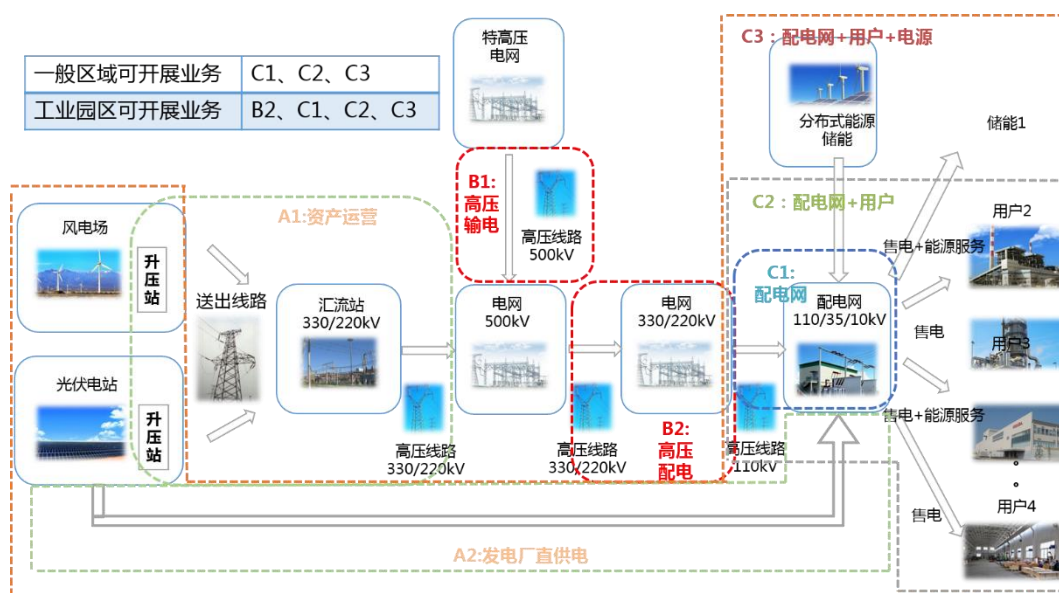 一般区域可开展业务 C1、C2、C3
工业园区可开展业务 B2、C1、C2、C3
特高压
电网
C3：配电网+用户+电源
分布式能源
储能
储能1
B1:
高压
输电
高压线路
500kV
A1:资产运营
C2：配电网+用户
风电场
升压站
送出线路
汇流站
330/220kV
电网
500kV
电网
330/220kV
C1:
配电网
配电网
110/35/10kV
售电+能源服务
用户2
售电
用户3
光伏电站
升压站
高压线路
330/220kV
高压线路
330/220kV
B2:
高压
配电
高压线路
110kV
售电+能源服务
售电
用户4
A2:发电厂直供电